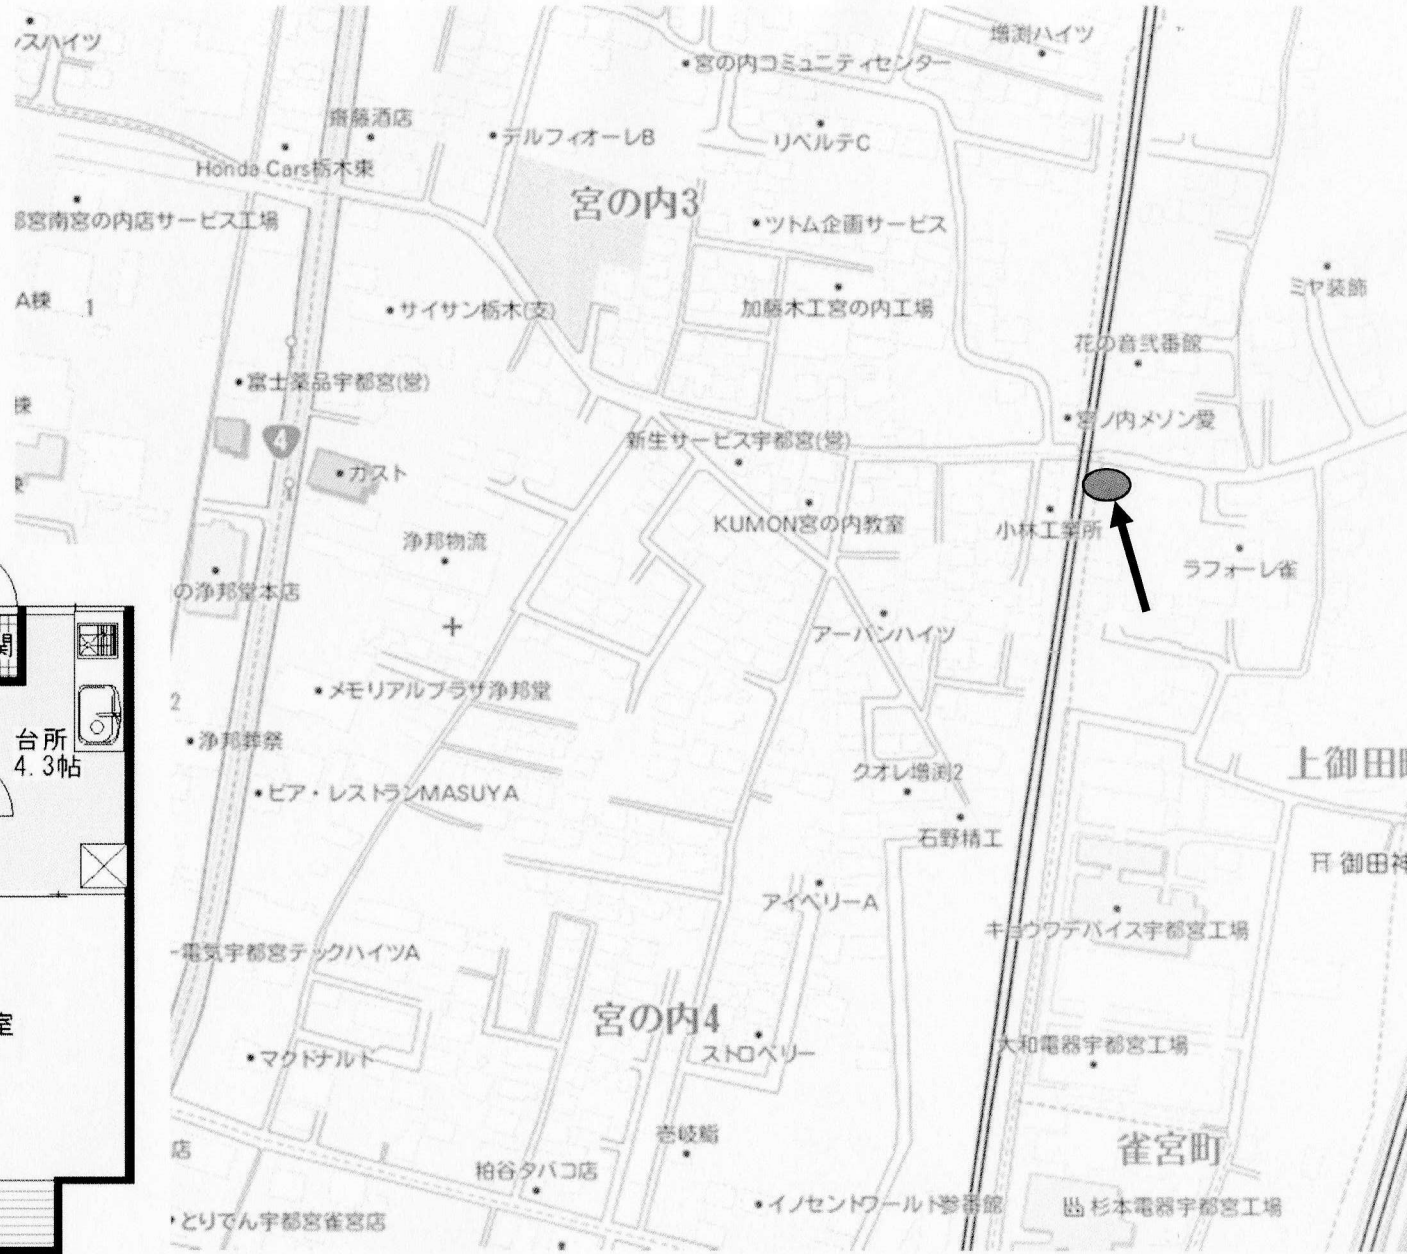 スハイツ
増渕ハイツ
宮の内コミュニティセンター
齋藤酒店
デルフィオーレB
リベルテC
Honda Cars栃木東
宮の内3
宮南宮の内店サービス工場
ツトム企画サービス
ミヤ装飾
A棟
1
サイサン栃木(支)
加藤木工宮の内工場
花の音弐番館
富士薬品宇都宮(営)
棟
宮ノ内メゾン愛
4
新生サービス宇都宮(営)
ガスト
KUMON宮の内教室
小林工業所
浄邦物流
ラフォーレ雀
の浄邦堂本店
アーバンハイツ
関
メモリアルプラザ浄邦堂
2
台所
4.3帖
浄邦葬祭
上御田町
クオレ増渕2
ビア・レストランMASUYA
石野精工
御田神
アイベリーA
キョウワデバイス宇都宮工場
電気宇都宮テックハイツA
室
宮の内4
マクドナルド
ストロベリー
大和電器宇都宮工場
壱岐鮨
雀宮町
店
粕谷タバコ店
イノセントワールド参番館
杉本電器宇都宮工場
とりでん宇都宮雀宮店